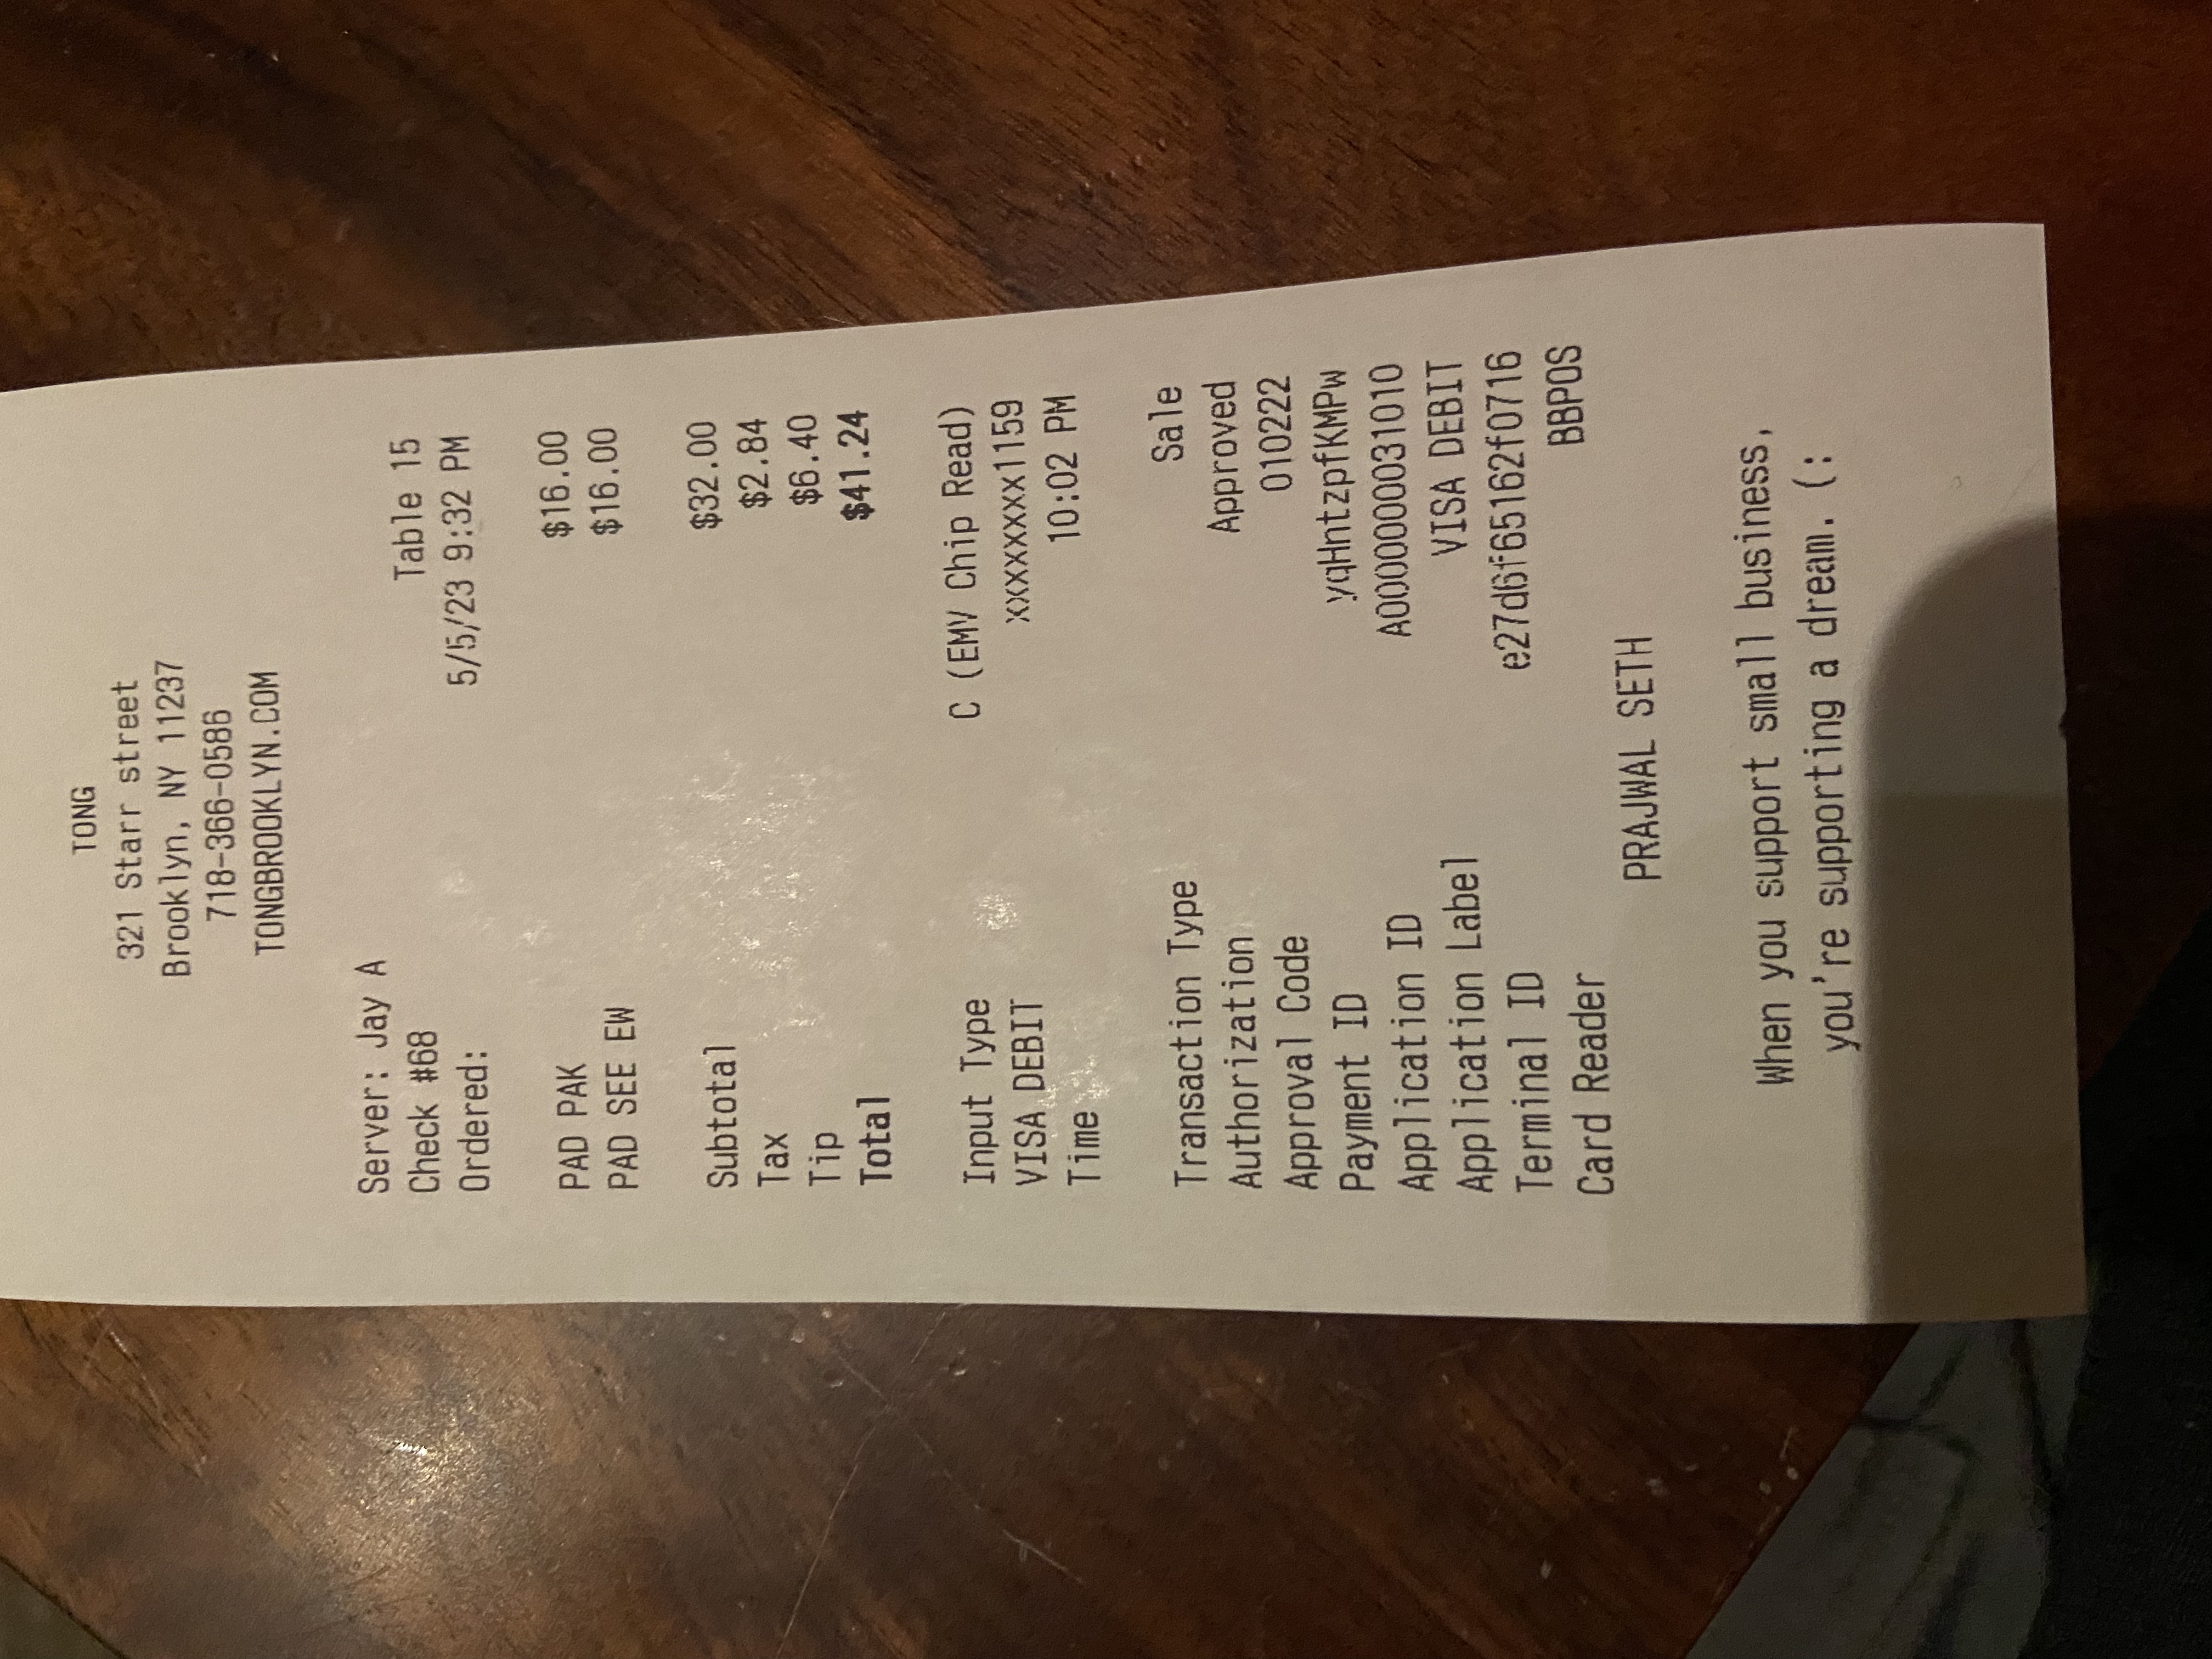 TONG
321 Starr street
Brooklyn, NY 11237
718-366-0586
TONGBROOKLYN.COM
Server: Jay A
Check #68 Table 15
Ordered: 5/5/23 9:32 PM
PAD PAK $16.00
PAD SEE EW $16.00
Subtotal $32.00
Tax $2.84
Tip $6.40
Total $41.24
Input Type C (EMV Chip Read)
VISA DEBIT xxxxxxxx1159
Time 10:02 PM
Transaction Type Sale
Authorization Approved
Approval Code 010222
Payment ID yqHntzpfKMPw
Application ID A0000000031010
Application Label VISA DEBIT
Terminal ID e27d6f65162f0716
Card Reader BBPOS
PRAJWAL SETH
When you support small business,
you're supporting a dream. (: